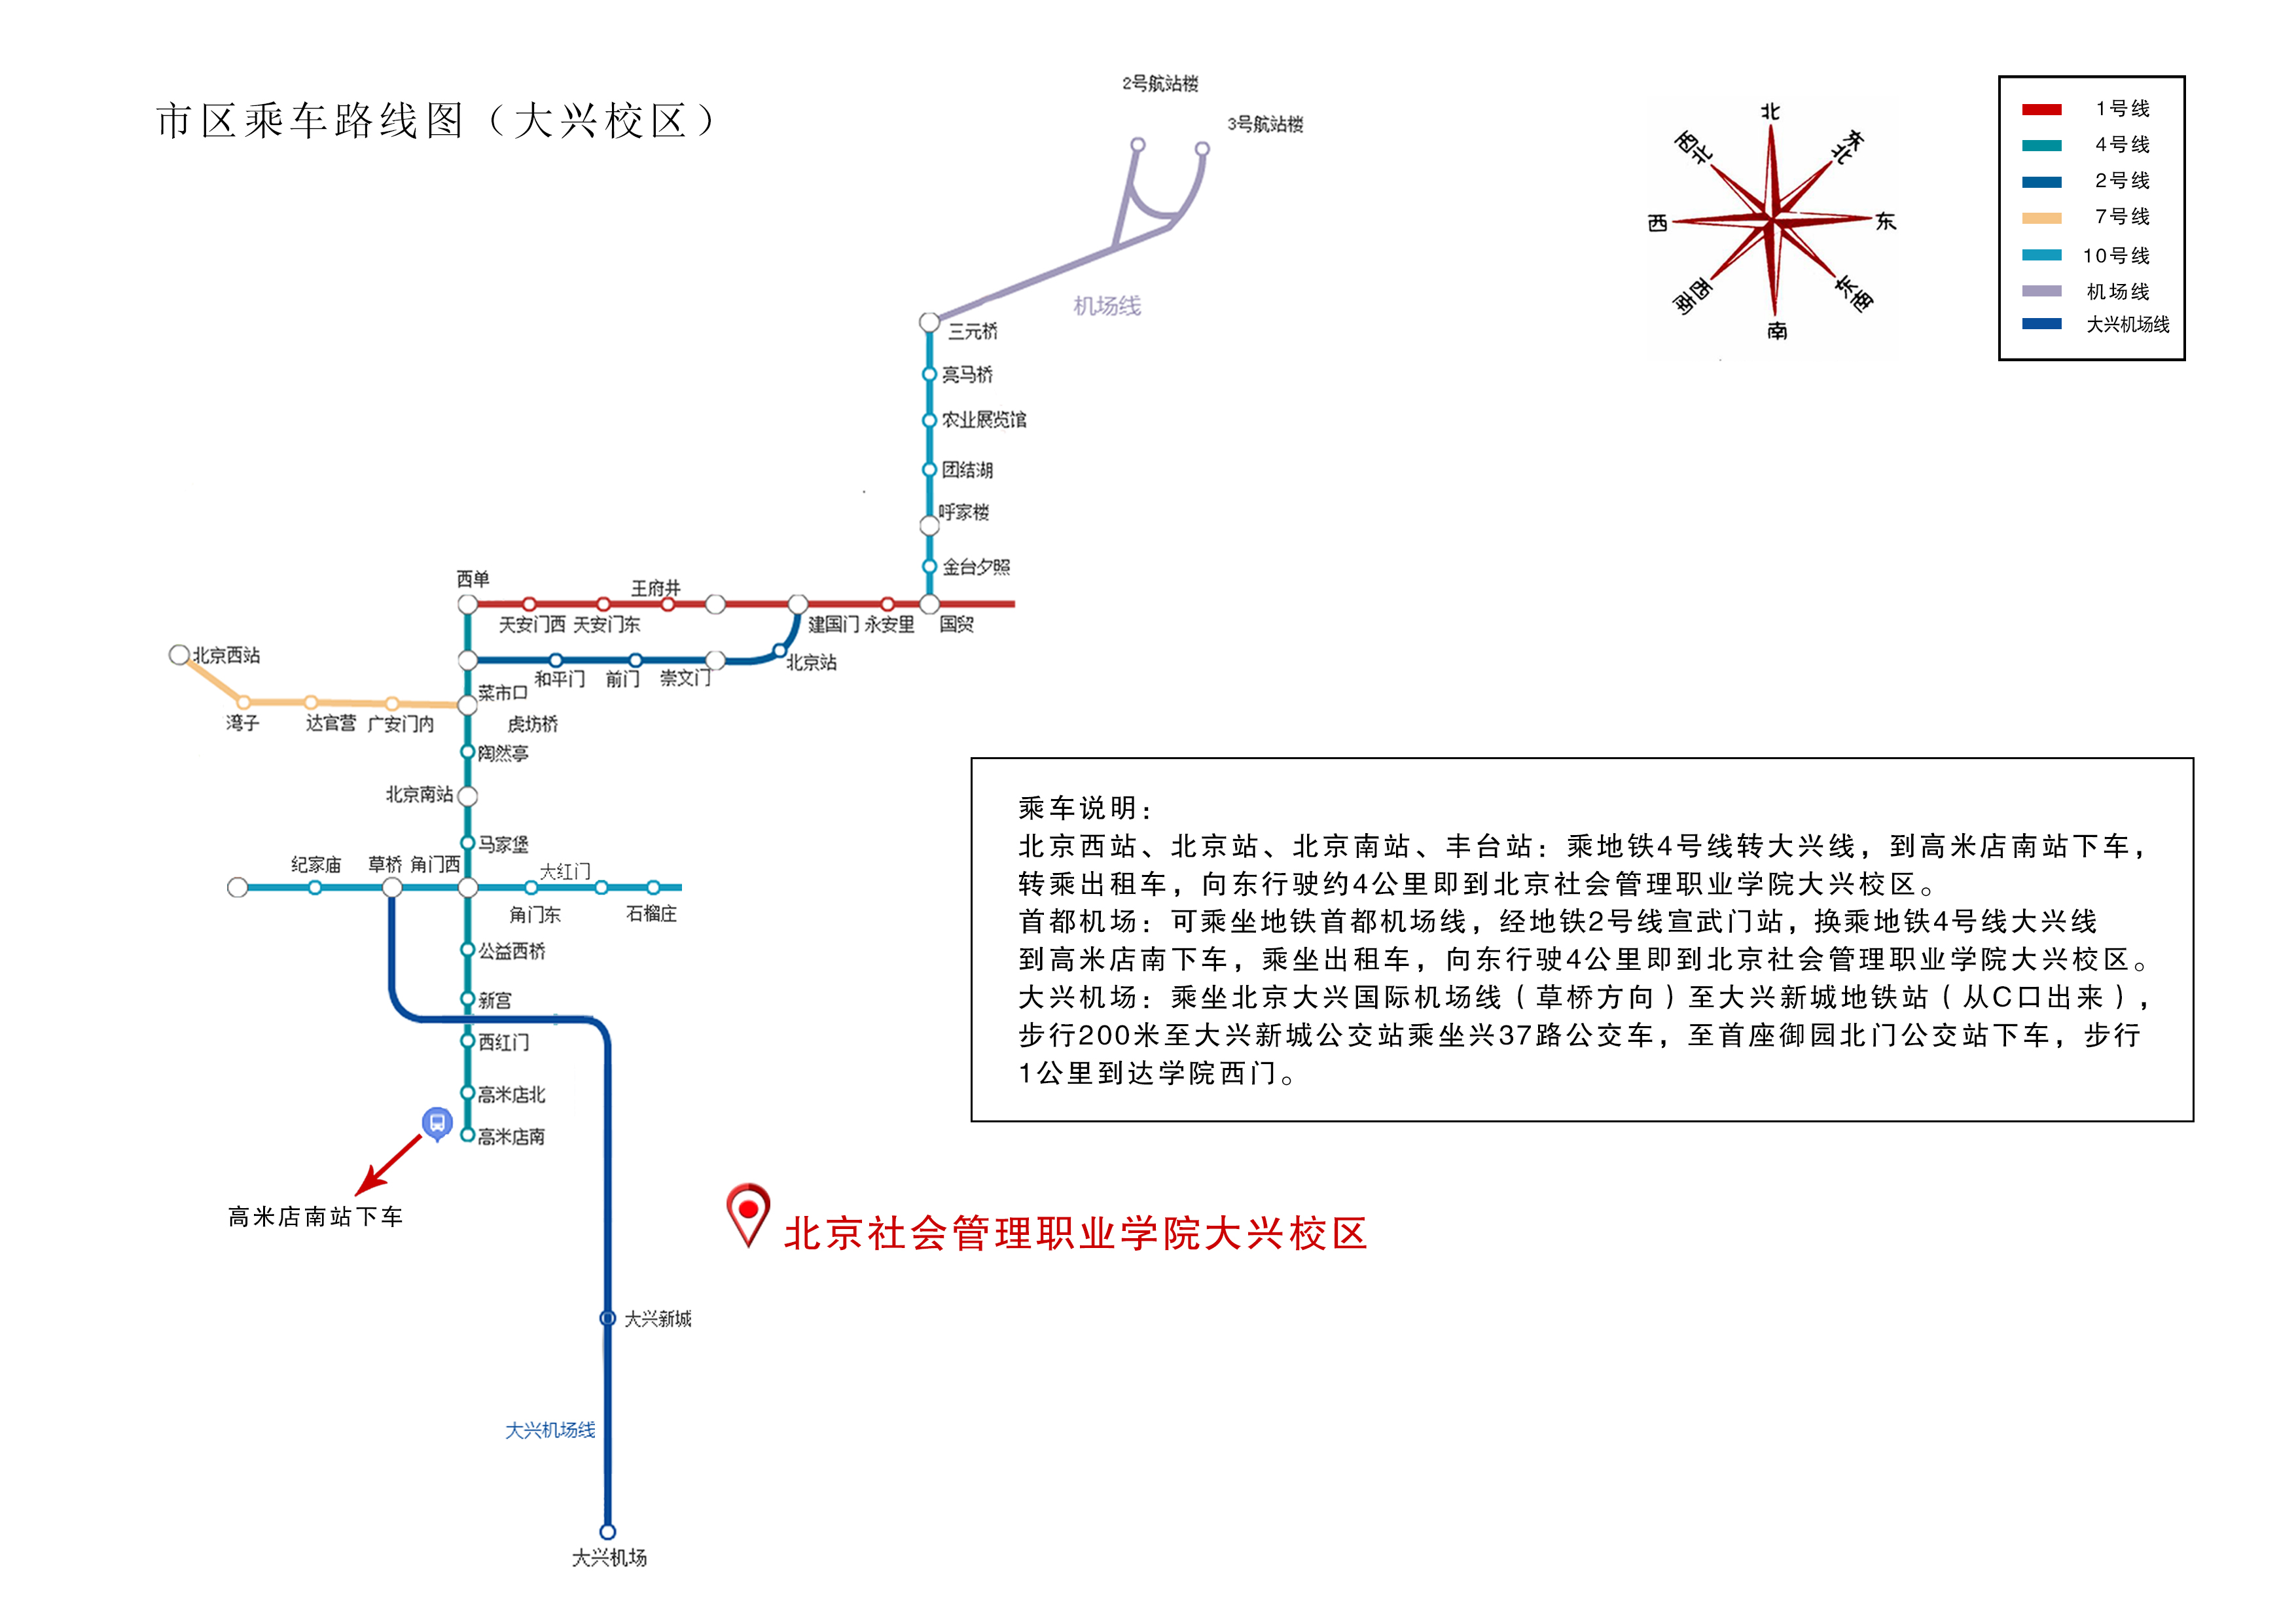 市区乘车路线图（大兴校区）
2号航站楼
3号航站楼
机场线
北
东北
东
东南
南
西南
西
西北
1号线
4号线
2号线
7号线
10号线
机场线
大兴机场线
三元桥
亮马桥
农业展览馆
团结湖
呼家楼
金台夕照
西单
王府井
天安门西
天安门东
建国门
永安里
国贸
北京西站
和平门
前门
崇文门
北京站
菜市口
湾子
达官营
广安门内
虎坊桥
陶然亭
北京南站
马家堡
纪家庙
草桥
角门西
大红门
角门东
石榴庄
公益西桥
新宫
西红门
高米店北
高米店南
高米店南站下车
乘车说明：
北京西站、北京站、北京南站、丰台站：乘地铁4号线转大兴线，到高米店南站下车，
转乘出租车，向东行驶约4公里即到北京社会管理职业学院大兴校区。
首都机场：可乘坐地铁首都机场线，经地铁2号线宣武门站，换乘地铁4号线大兴线
到高米店南下车，乘坐出租车，向东行驶4公里即到北京社会管理职业学院大兴校区。
大兴机场：乘坐北京大兴国际机场线（草桥方向）至大兴新城地铁站（从C口出来），
步行200米至大兴新城公交站乘坐兴37路公交车，至首座御园北门公交站下车，步行
1公里到达学院西门。
北京社会管理职业学院大兴校区
大兴新城
大兴机场线
大兴机场